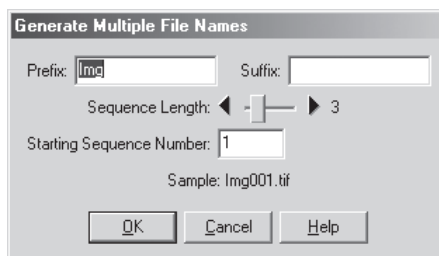 Generate Multiple File Names
Prefix: Img Suffix:
Sequence Length: 3
Starting Sequence Number: 1
Sample: Img001.tif
OK Cancel Help